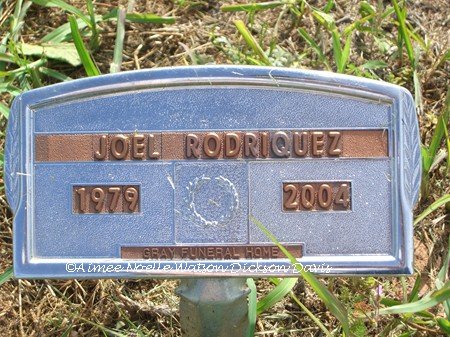 JOEL RODRIQUEZ
1979 2004
GRAY FUNERAL HOME
©Aimee Noelle Watson Dickson Davis